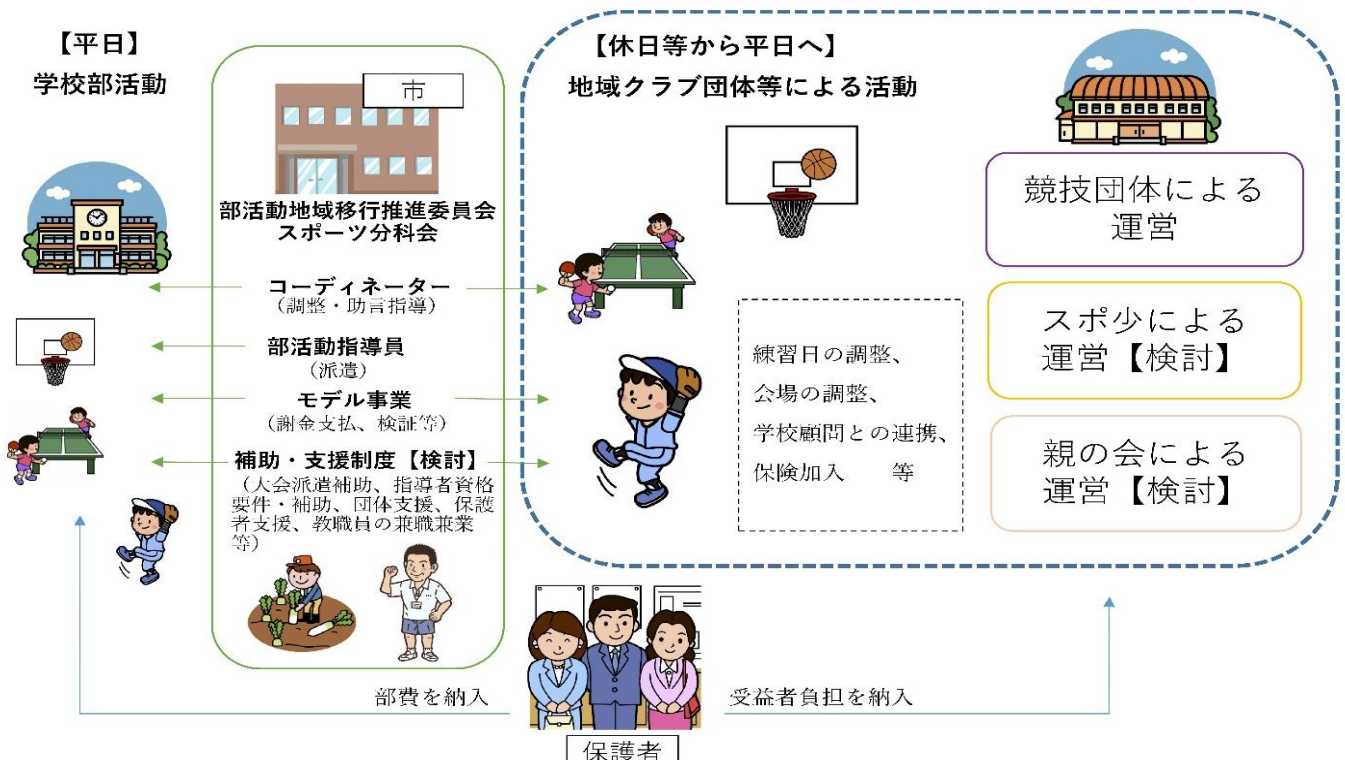 【平日】
学校部活動
市
部活動地域移行推進委員会
スポーツ分科会
コーディネーター
（調整・助言指導）
部活動指導員
（派遣）
モデル事業
（謝金支払、検証等）
補助・支援制度【検討】
（大会派遣補助、指導者資格
要件・補助、団体支援、保護
者支援、教職員の兼職兼業
等）
【休日等から平日へ】
地域クラブ団体等による活動
練習日の調整、
会場の調整、
学校顧問との連携、
保険加入　等
競技団体による
運営
スポ少による
運営【検討】
親の会による
運営【検討】
部費を納入
受益者負担を納入
保護者